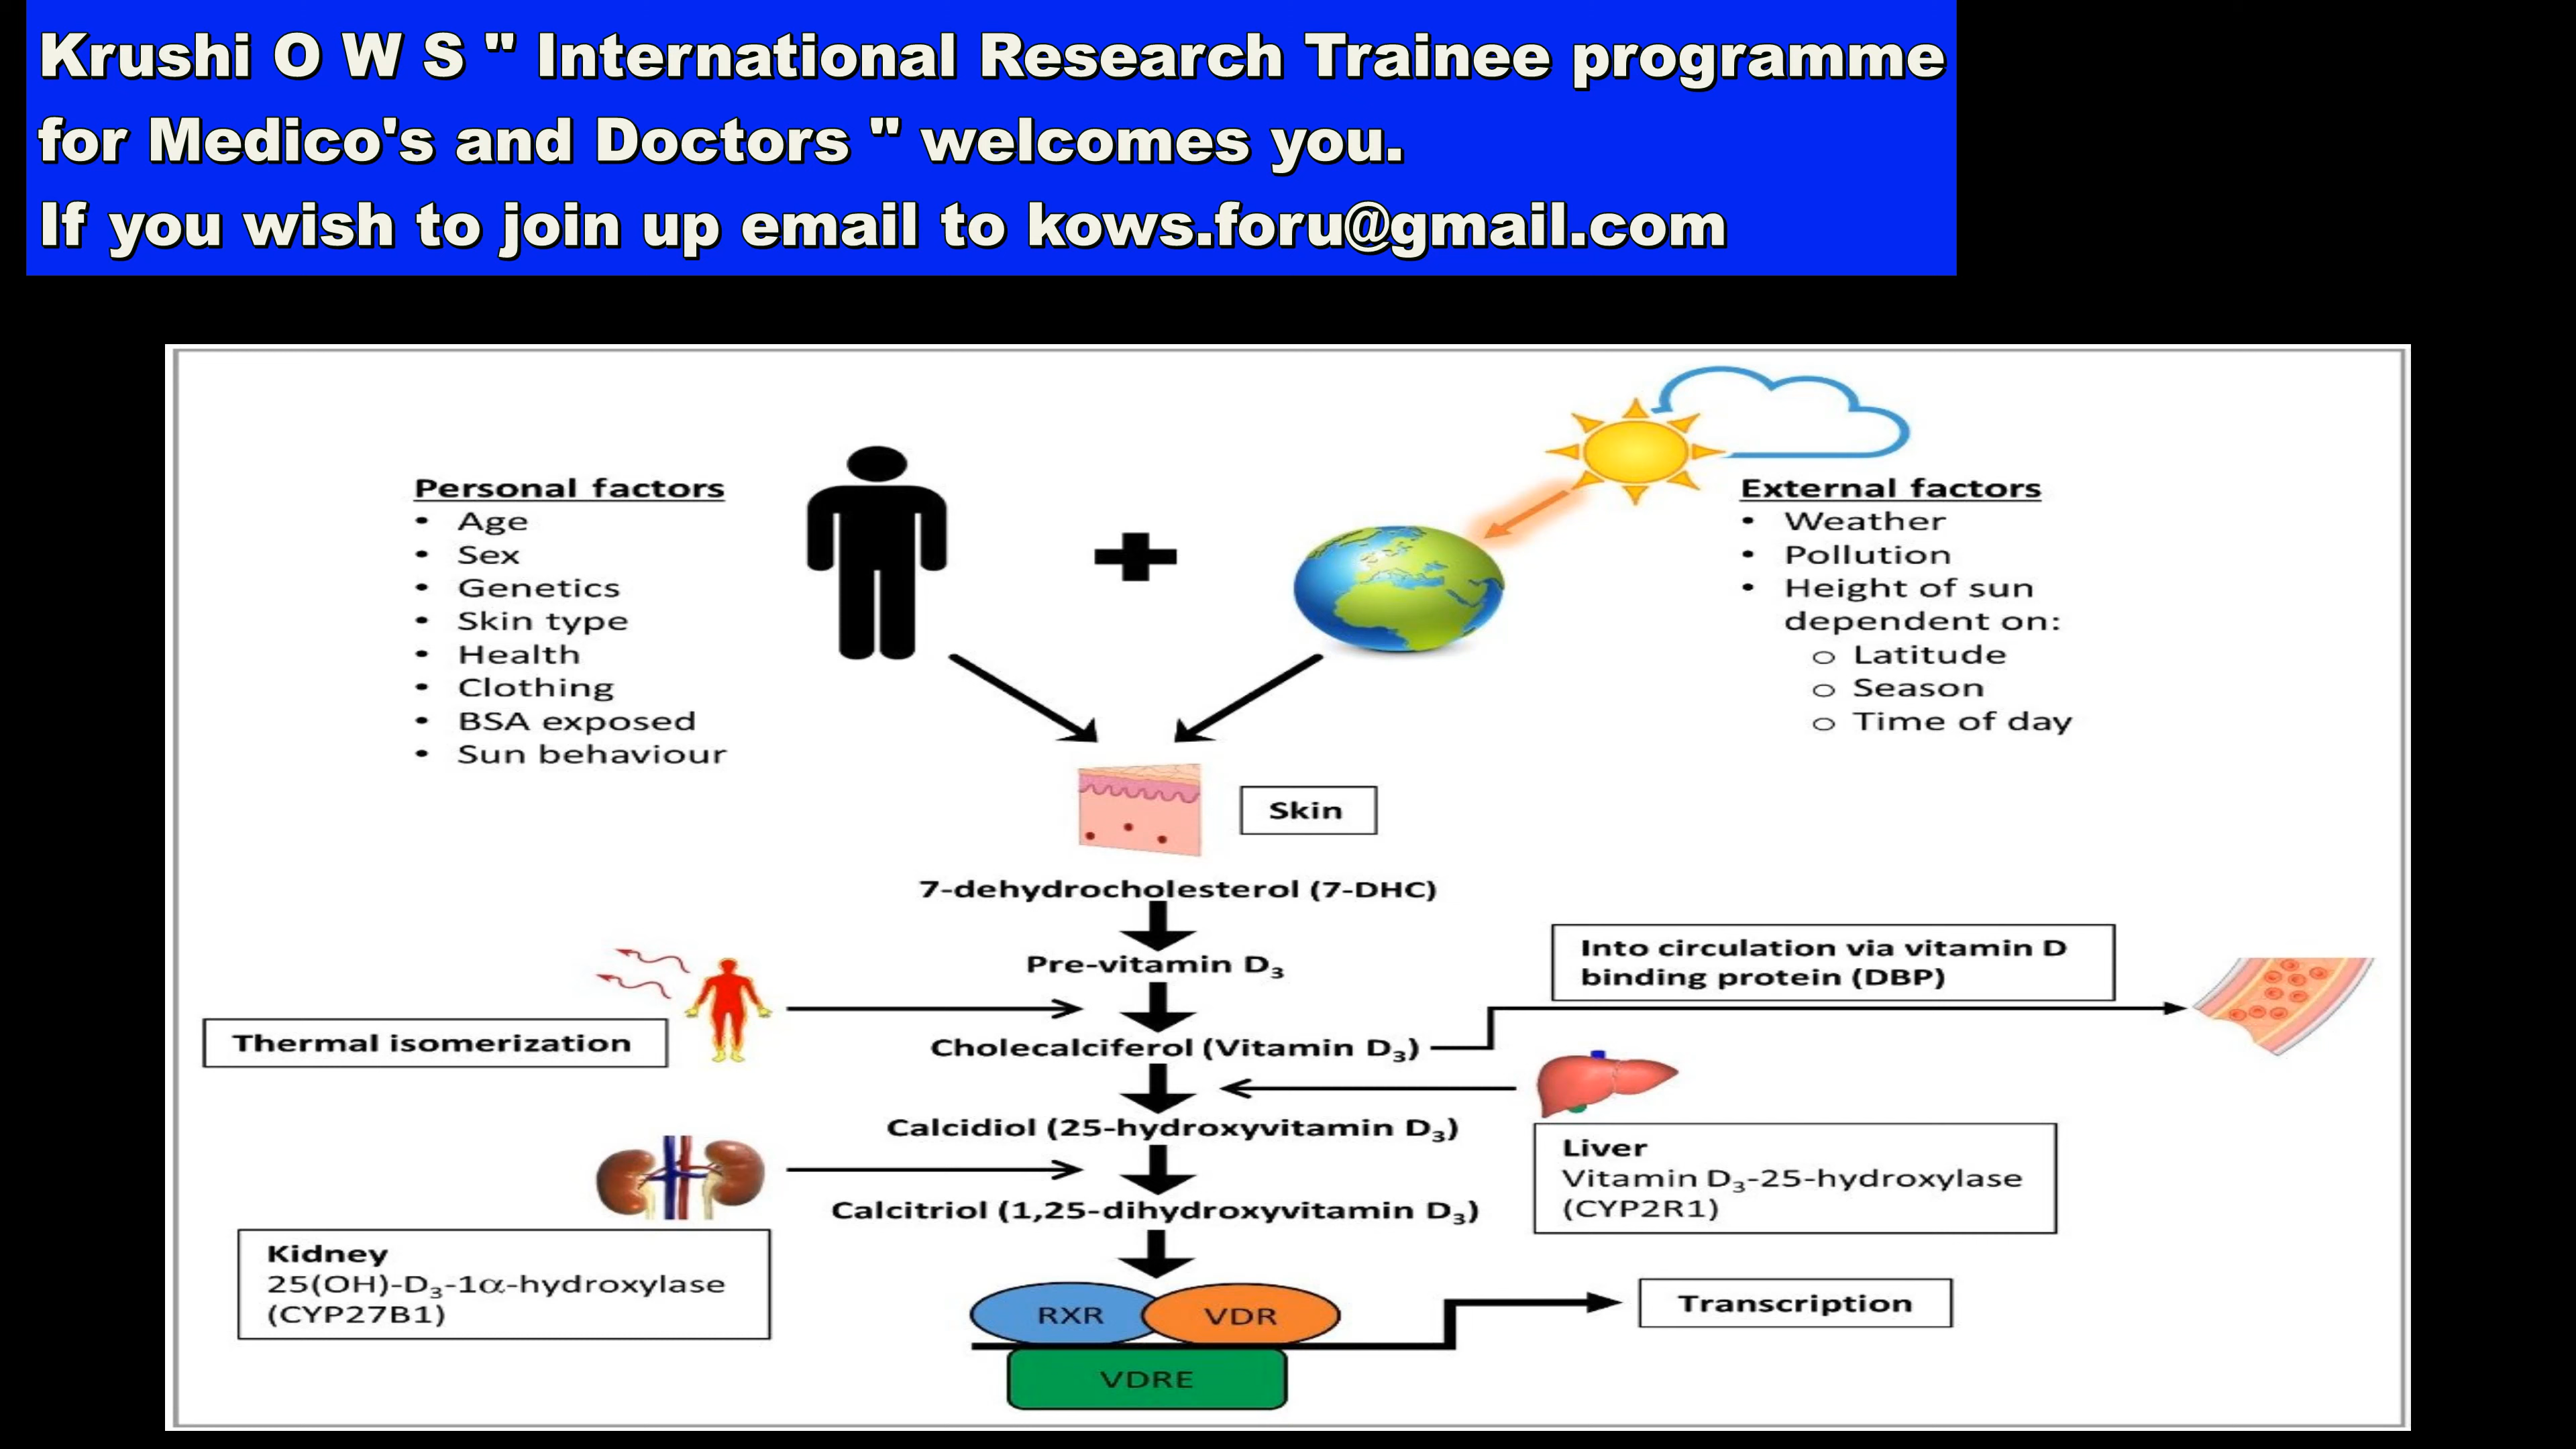 Krushi O W S " International Research Trainee programme
for Medico's and Doctors " welcomes you.
If you wish to join up email to kows.foru@gmail.com
Personal factors
• Age
• Sex
• Genetics
• Skin type
• Health
• Clothing
• BSA exposed
• Sun behaviour
External factors
• Weather
• Pollution
• Height of sun
dependent on:
o Latitude
o Season
o Time of day
Skin
7-dehydrocholesterol (7-DHC)
Pre-vitamin D₃
Into circulation via vitamin D
binding protein (DBP)
Thermal isomerization
Cholecalciferol (Vitamin D₃)
Calcidiol (25-hydroxyvitamin D₃)
Liver
Vitamin D₃-25-hydroxylase
(CYP2R1)
Calcitriol (1,25-dihydroxyvitamin D₃)
Kidney
25(OH)-D₃-1α-hydroxylase
(CYP27B1)
RXR
VDR
Transcription
VDRE